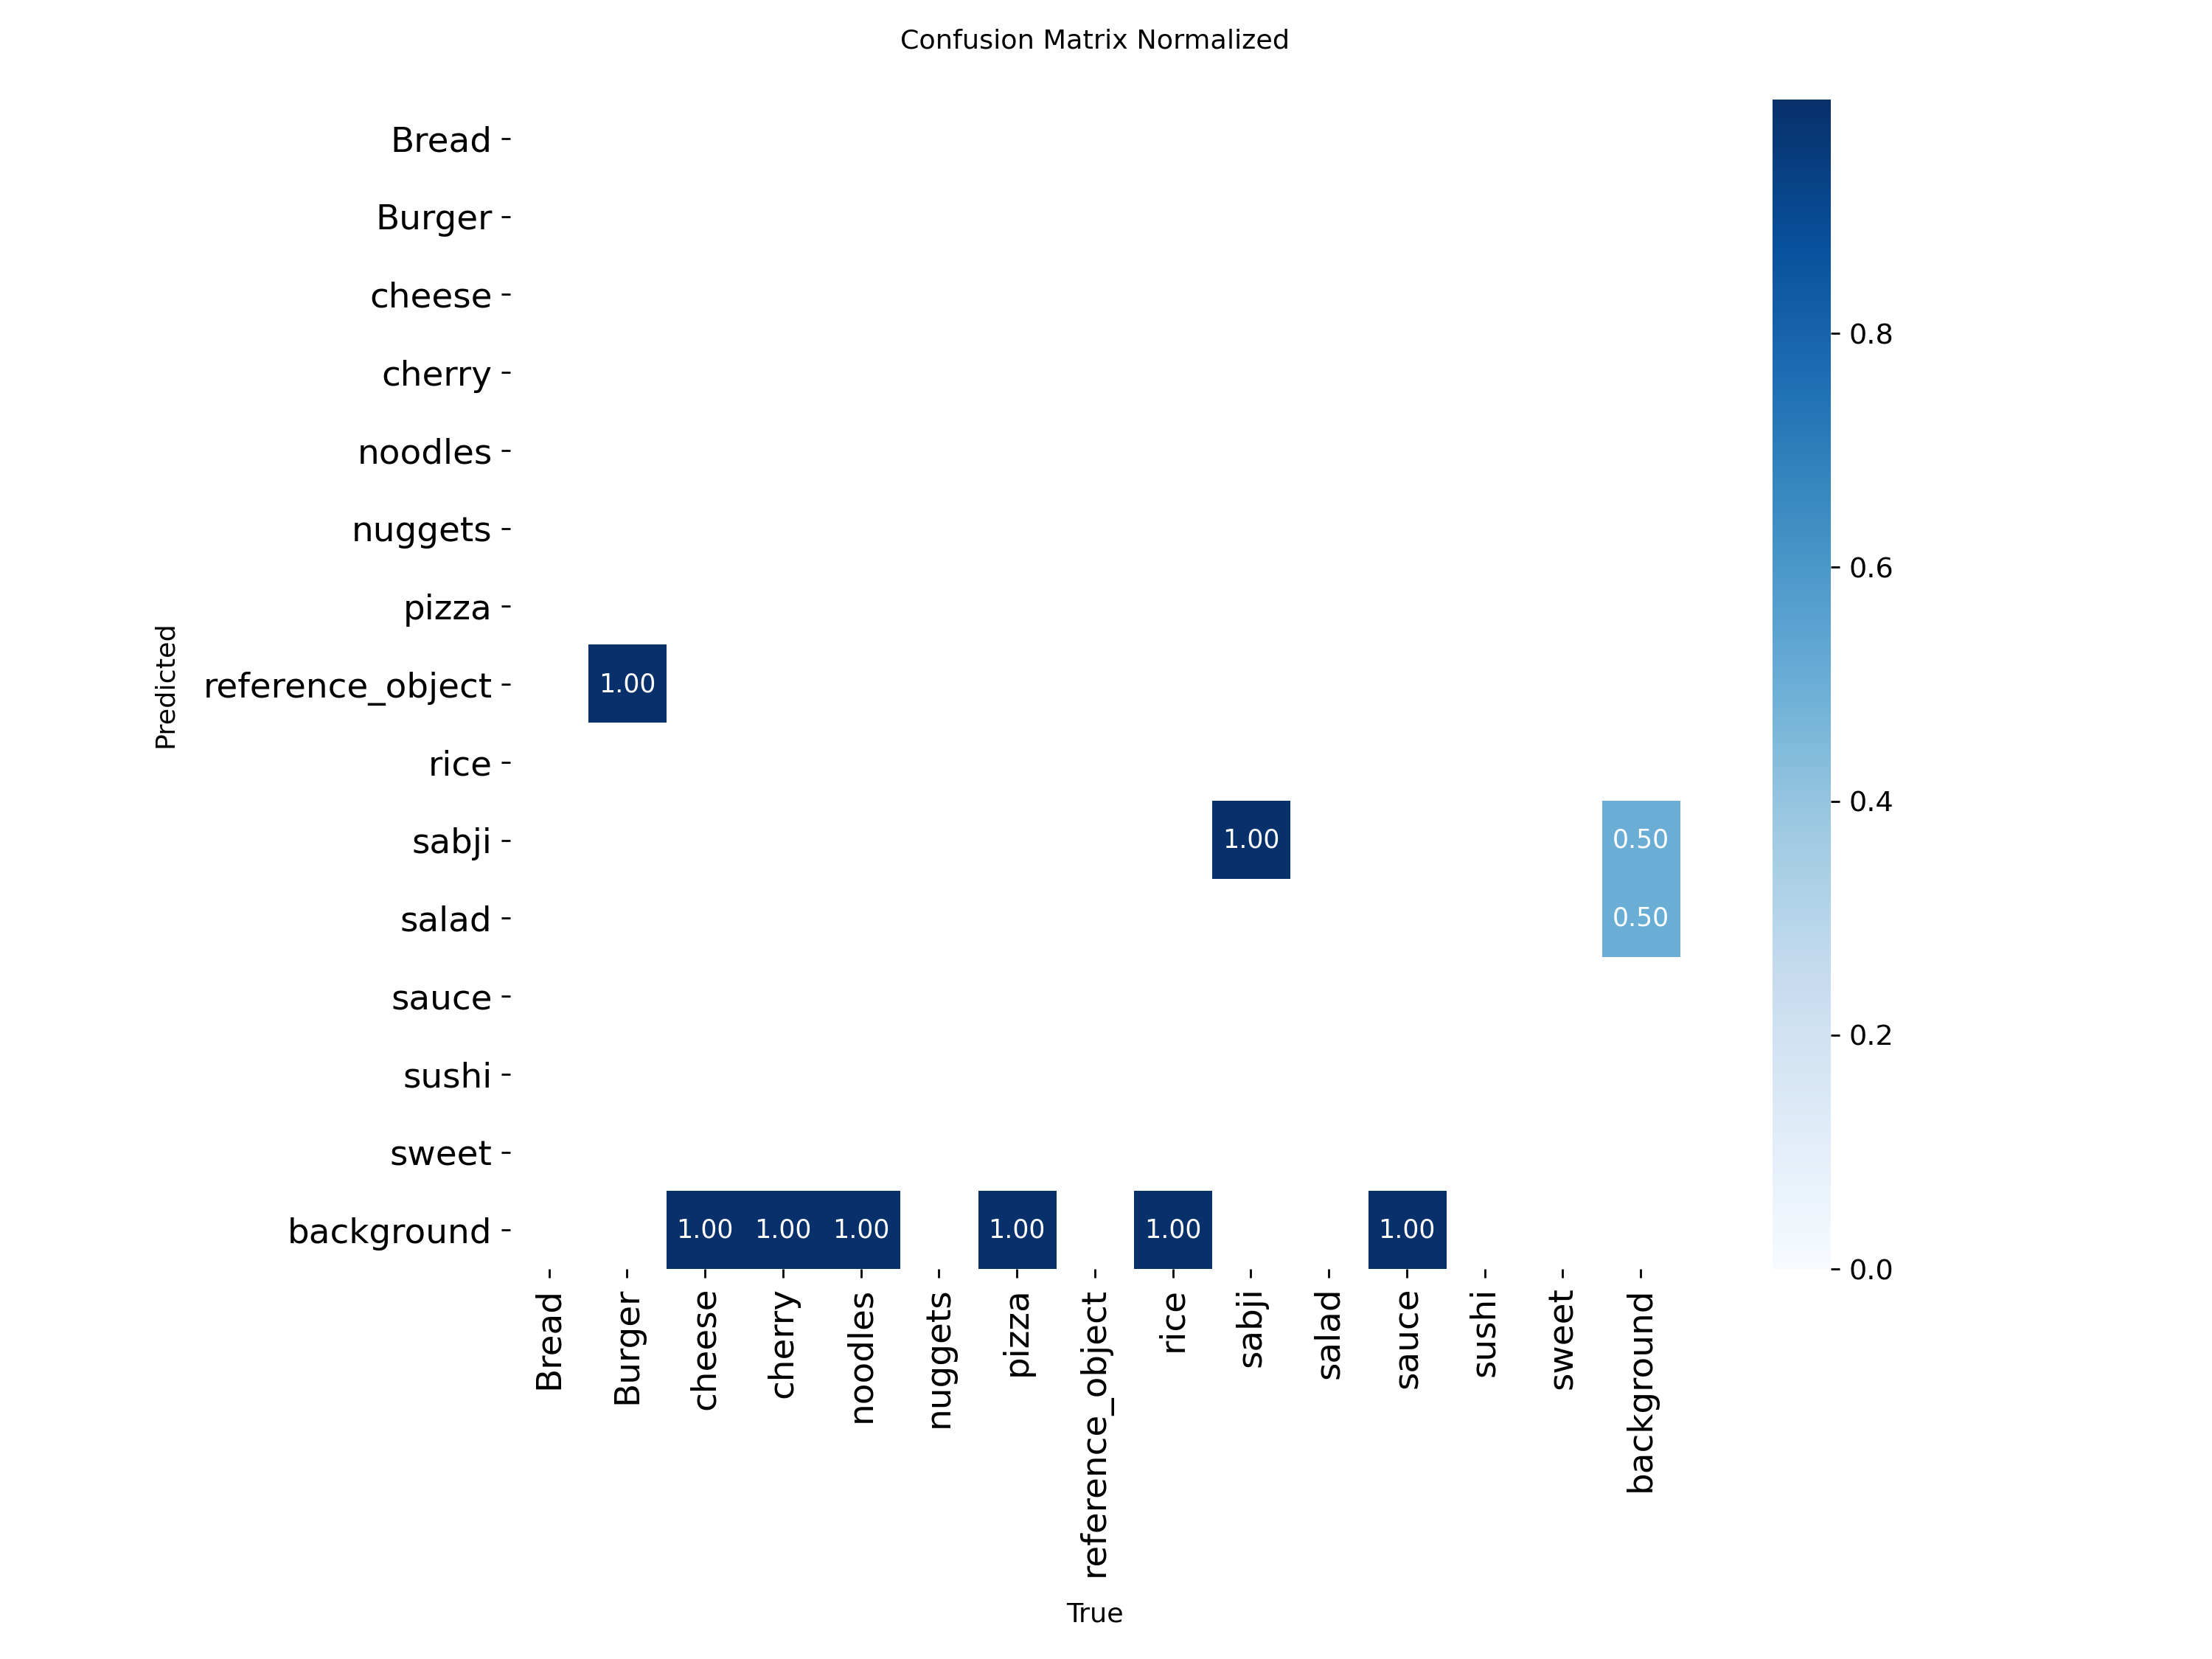 Confusion Matrix Normalized
Bread
Burger
cheese
cherry
noodles
nuggets
pizza
reference_object 1.00
rice
sabji 1.00 0.50
salad 0.50
sauce
sushi
sweet
background 1.00 1.00 1.00 1.00 1.00 1.00
Predicted
Bread Burger cheese cherry noodles nuggets pizza reference_object rice sabji salad sauce sushi sweet background
True
0.8
0.6
0.4
0.2
0.0